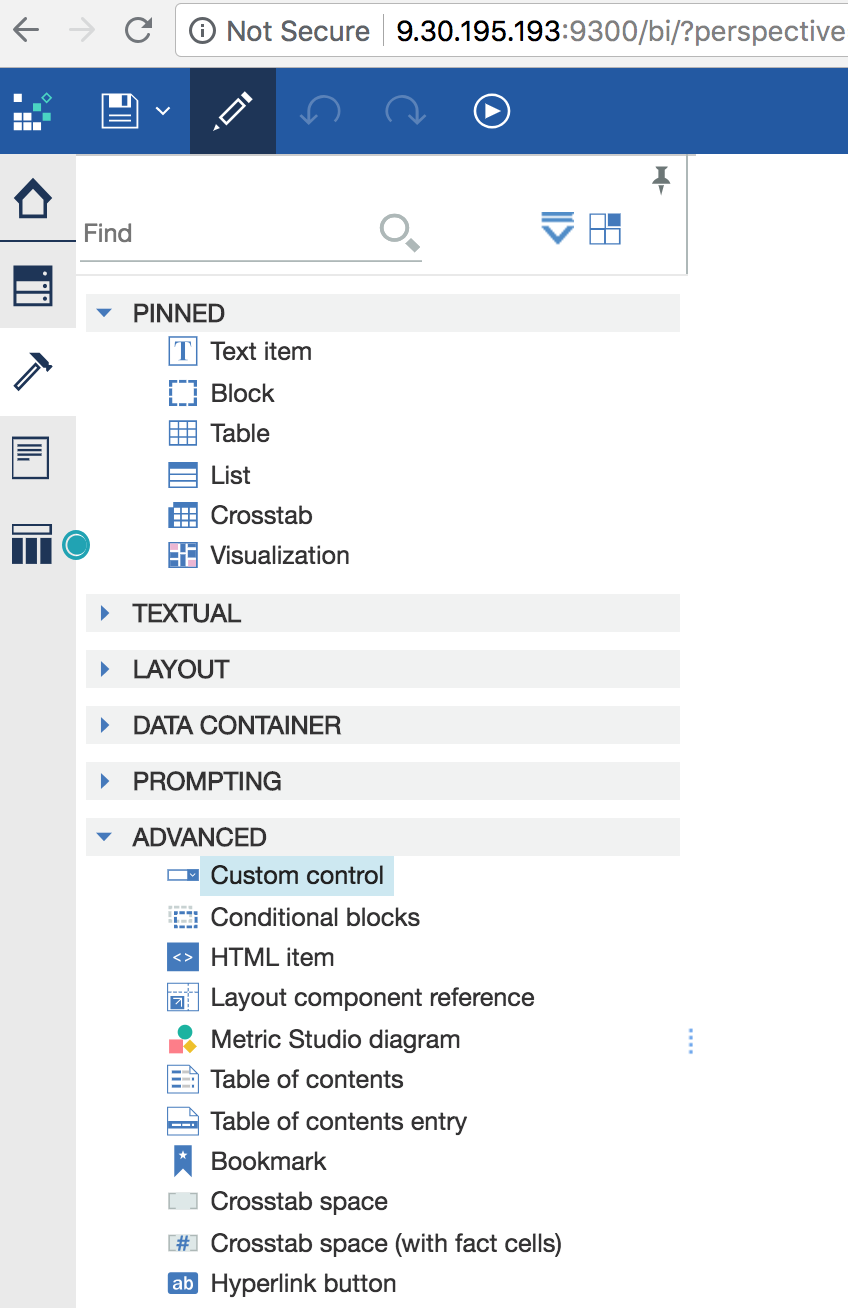 Not Secure 9.30.195.193:9300/bi/?perspective
Find
PINNED
T Text item
Block
Table
List
Crosstab
Visualization
TEXTUAL
LAYOUT
DATA CONTAINER
PROMPTING
ADVANCED
Custom control
Conditional blocks
<> HTML item
Layout component reference
Metric Studio diagram
Table of contents
Table of contents entry
Bookmark
Crosstab space
# Crosstab space (with fact cells)
ab Hyperlink button